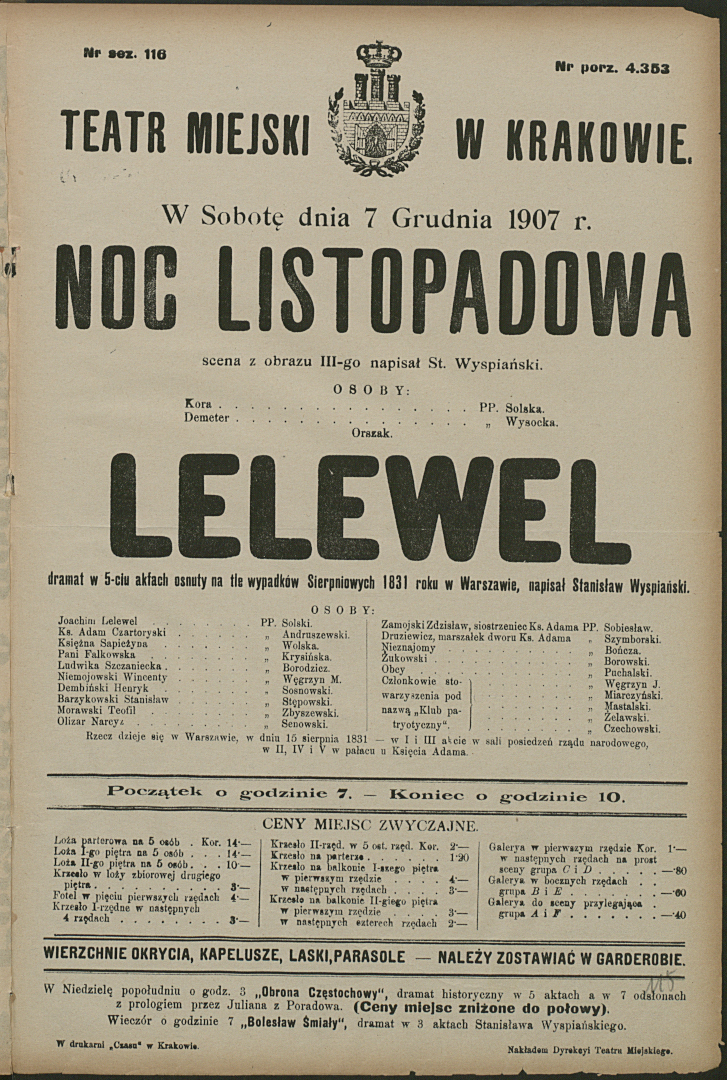 Nr sez. 116
Nr porz. 4.353
TEATR MIEJSKI W KRAKOWIE.
W Sobotę dnia 7 Grudnia 1907 r.
NOC LISTOPADOWA
scena z obrazu III-go napisał St. Wyspiański.
OSOBY:
Kora . . . . . . . . . . . . . . . . PP. Solska.
Demeter . . . . . . . . . . . . . . . „ Wysocka.
Orszak.
LELEWEL
dramat w 5-ciu aktach osnuty na tle wypadków Sierpniowych 1831 roku w Warszawie, napisał Stanisław Wyspiański.
OSOBY:
Joachim Lelewel . . . . . . . PP. Solski.
Ks. Adam Czartoryski . . . . . „ Andruszewski.
Księżna Sapieżyna . . . . . . „ Wolska.
Pani Falkowska . . . . . . . „ Krysińska.
Ludwika Szczaniecka . . . . . . „ Borodzicz.
Niemojowski Wincenty . . . . . „ Węgrzyn M.
Dembiński Henryk . . . . . . „ Sosnowski.
Barzykowski Stanisław . . . . . „ Stępowski.
Morawski Teofil . . . . . . . „ Zbyszewski.
Olizar Narcyz . . . . . . . „ Senowski.
Zamojski Zdzisław, siostrzeniec Ks. Adama PP. Sobiesław.
Druziewicz, marszałek dworu Ks. Adama „ Szymborski.
Nieznajomy . . . . . . . . . „ Bończa.
Żukowski . . . . . . . . . „ Borowski.
Obcy . . . . . . . . . . „ Puchalski.
Członkowie sto- . . . . . . „ Węgrzyn J.
warzyszenia pod . . . . . . „ Miarczyński.
nazwą „Klub pa- . . . . . . „ Mastalski.
tryotyczny“. . . . . . . „ Żelawski.
„ Czechowski.
Rzecz dzieje się w Warszawie, w dniu 15 sierpnia 1831 — w I i III akcie w sali posiedzeń rządu narodowego,
w II, IV i V w pałacu u Księcia Adama.
Początek o godzinie 7. — Koniec o godzinie 10.
CENY MIEJSC ZWYCZAJNE.
Loża parterowa na 5 osób . Kor. 14·—
Loża I-go piętra na 5 osób . . . 14·—
Loża II-go piętra na 5 osób . . . 10·—
Krzesło w loży zbiorowej drugiego
piętra . . . . . . . . 3·—
Fotel w pięciu pierwszych rzędach 4·—
Krzesło I-rzędne w następnych
4 rzędach . . . . . . . 3·—
Krzesło II-rzęd. w 5 ost. rzęd. Kor. 2·—
Krzesło na parterze . . . . . . 1·20
Krzesło na balkonie I-szego piętra
w pierwszym rzędzie . . . . 4·—
w następnych rzędach . . . . 3·—
Krzesło na balkonie II-giego piętra
w pierwszym rzędzie . . . . 3·—
w następnych czterech rzędach 2·—
Galerya w pierwszym rzędzie Kor. 1·—
w następnych rzędach na prost
sceny grupa C i D . . . . . —·80
Galerya w bocznych rzędach . .
grupa B i E . . . . . . . —·60
Galerya do sceny przylegająca
grupa A i F . . . . . . . —·40
WIERZCHNIE OKRYCIA, KAPELUSZE, LASKI, PARASOLE — NALEŻY ZOSTAWIAĆ W GARDEROBIE.
115
W Niedzielę popołudniu o godz. 3 „Obrona Częstochowy“, dramat historyczny w 5 aktach a w 7 odsłonach
z prologiem przez Juliana z Poradowa. (Ceny miejsc zniżone do połowy).
Wieczór o godzinie 7 „Bolesław Śmiały“, dramat w 3 aktach Stanisława Wyspiańskiego.
W drukarni „Czasu“ w Krakowie.
Nakładem Dyrekcyi Teatru Miejskiego.